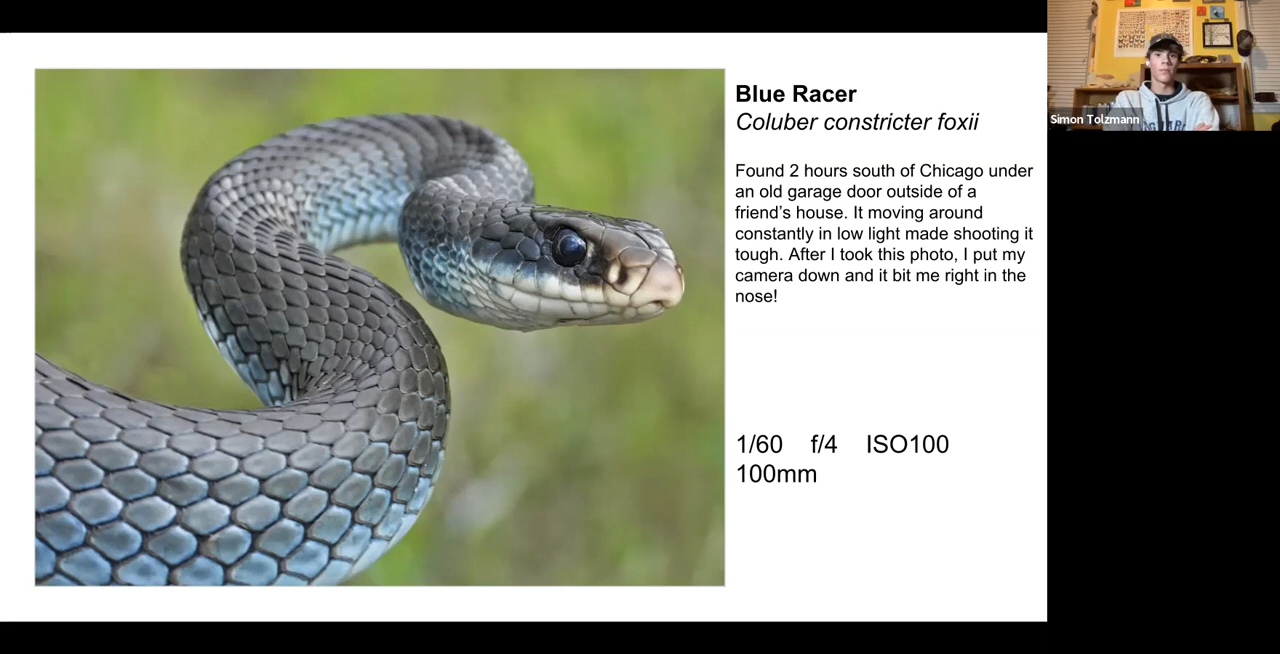 Blue Racer
Coluber constricter foxii
Found 2 hours south of Chicago under
an old garage door outside of a
friend's house. It moving around
constantly in low light made shooting it
tough. After I took this photo, I put my
camera down and it bit me right in the
nose!
1/60 f/4 ISO100
100mm
Simon Tolzmann